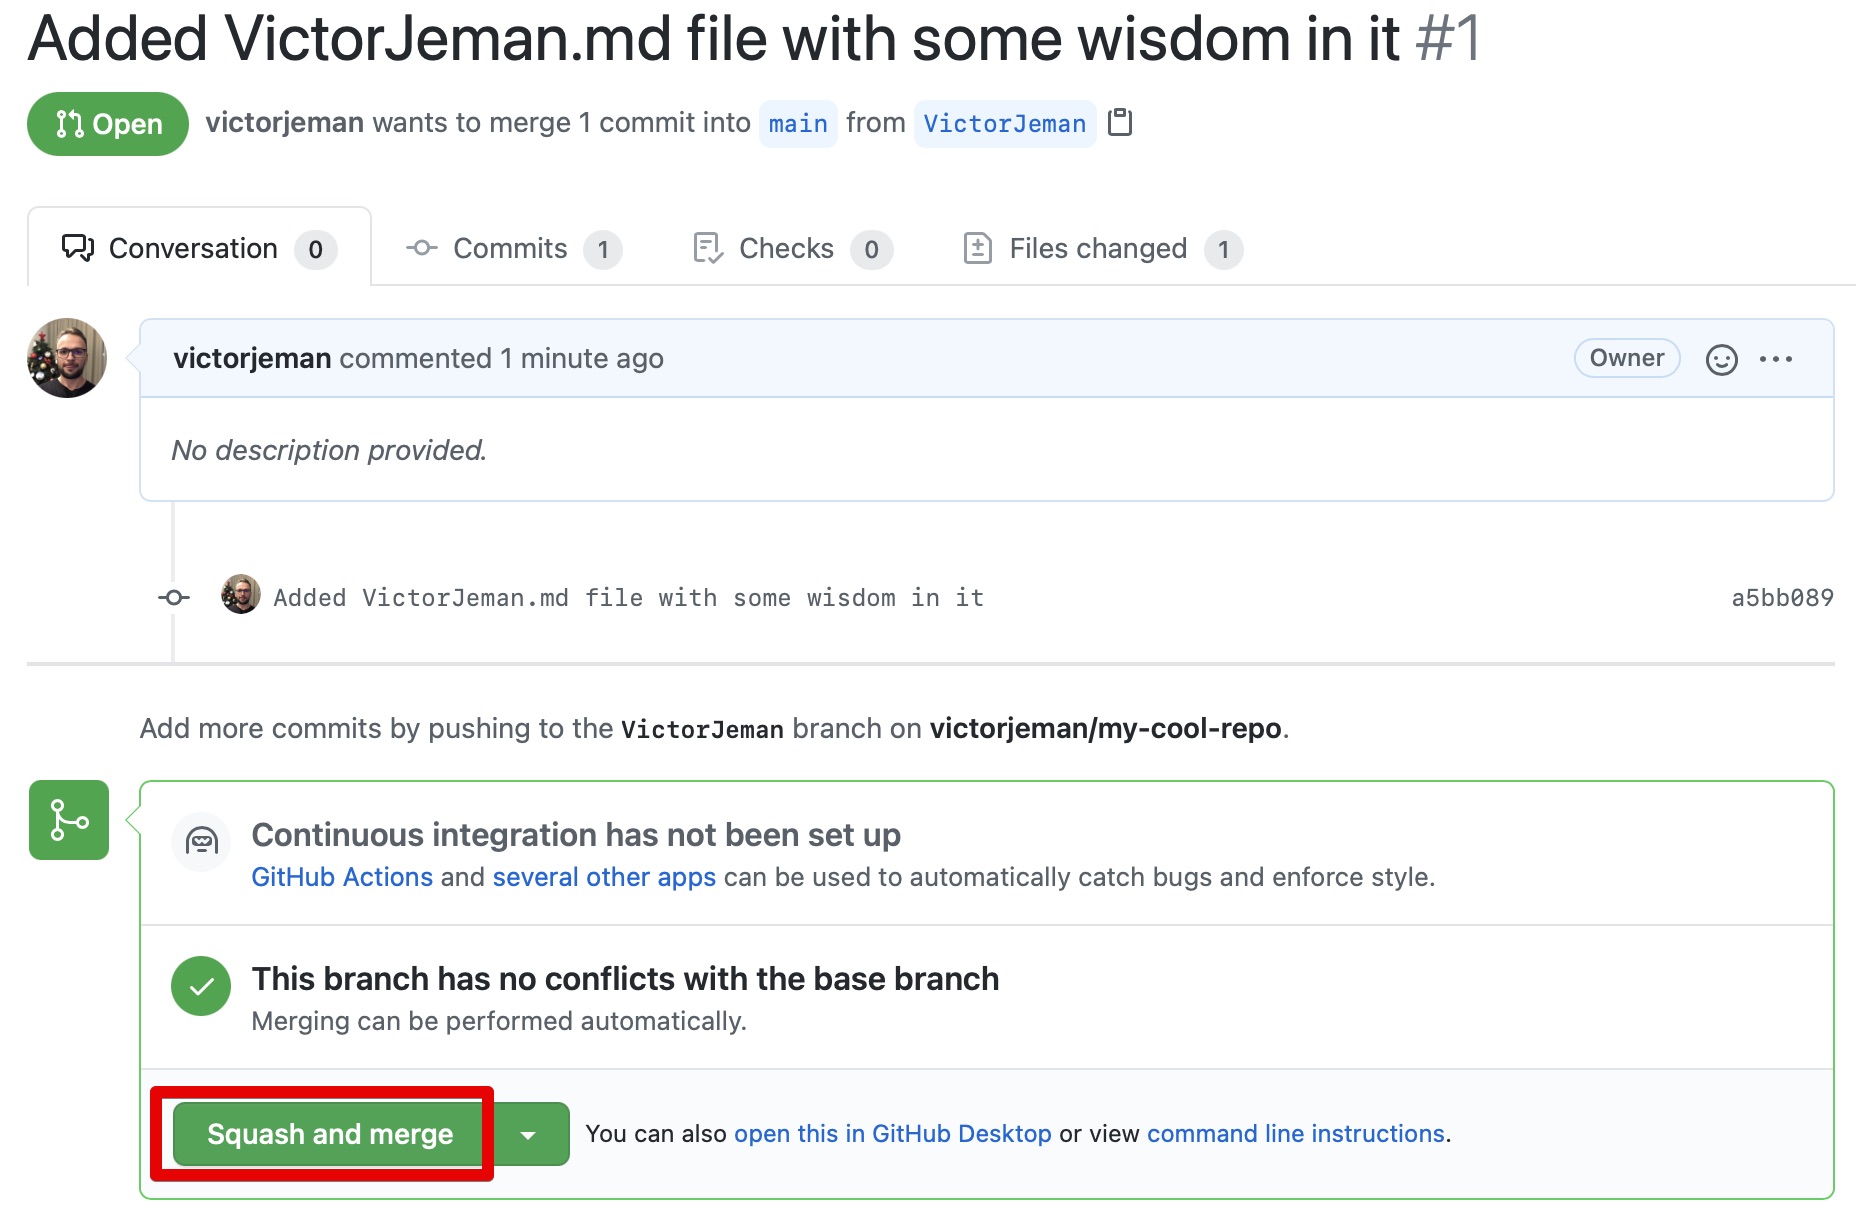 Added VictorJeman.md file with some wisdom in it #1
Open victorjeman wants to merge 1 commit into main from VictorJeman
Conversation 0 Commits 1 Checks 0 Files changed 1
victorjeman commented 1 minute ago Owner
No description provided.
Added VictorJeman.md file with some wisdom in it a5bb089
Add more commits by pushing to the VictorJeman branch on victorjeman/my-cool-repo.
Continuous integration has not been set up
GitHub Actions and several other apps can be used to automatically catch bugs and enforce style.
This branch has no conflicts with the base branch
Merging can be performed automatically.
Squash and merge You can also open this in GitHub Desktop or view command line instructions.